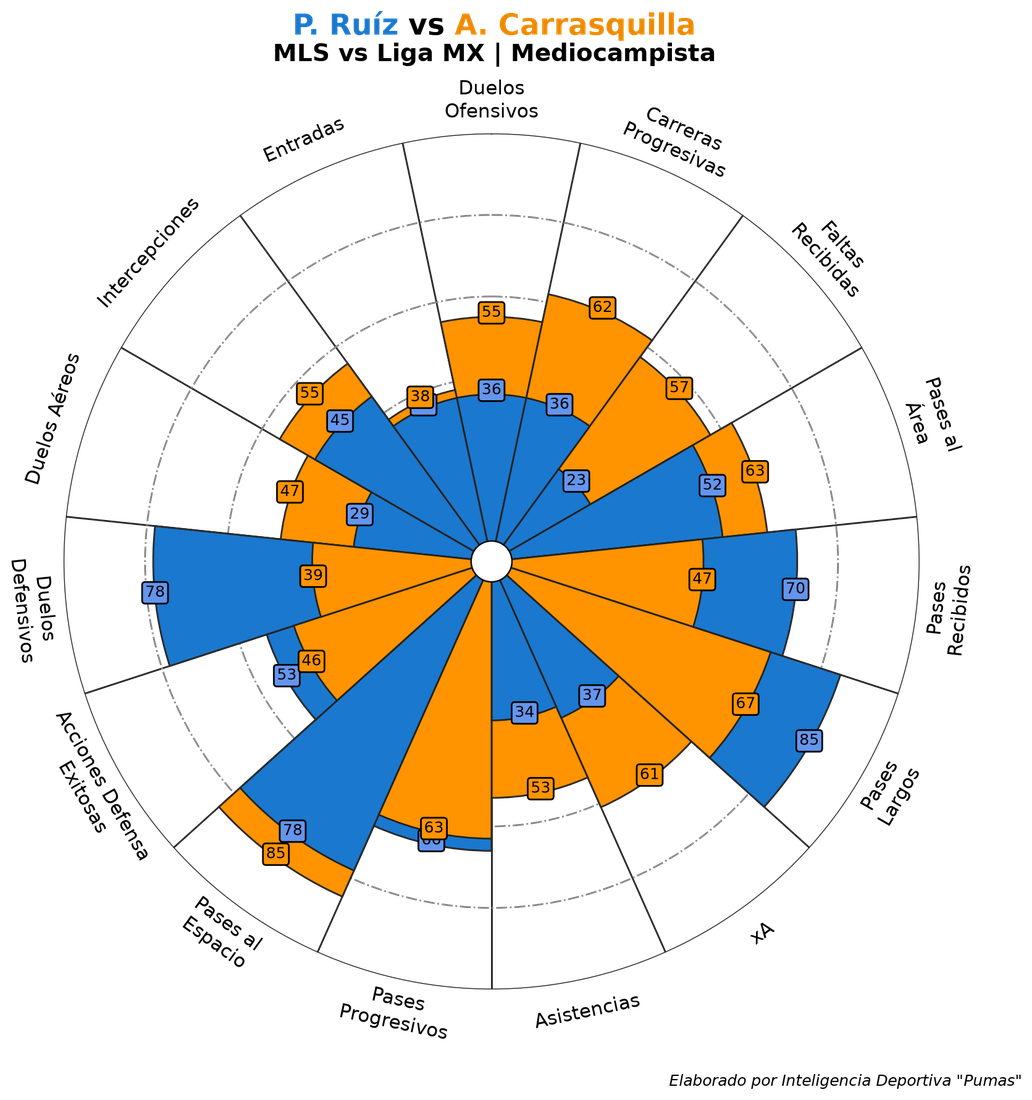 P. Ruíz vs A. Carrasquilla
MLS vs Liga MX | Mediocampista
Duelos
Ofensivos
55
36
Carreras
Progresivas
62
36
Faltas
Recibidas
57
23
Pases al
Área
63
52
Pases
Recibidos
47
70
Pases
Largos
67
85
xA
37
61
Asistencias
34
53
Pases
Progresivos
63
Pases al
Espacio
78
85
Acciones Defensa
Exitosas
46
53
Duelos
Defensivos
78
39
Duelos Aéreos
47
29
Intercepciones
55
45
Entradas
38
Elaborado por Inteligencia Deportiva "Pumas"